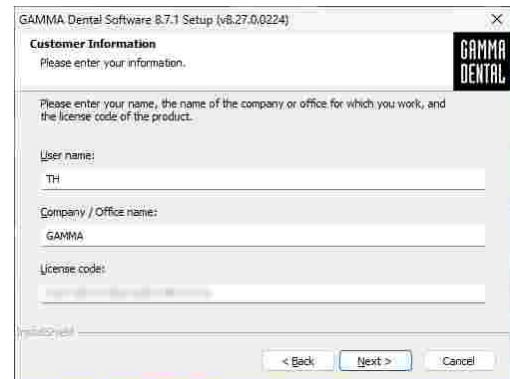 GAMMA Dental Software 8.7.1 Setup (v8.27.0.0224)
Customer Information
Please enter your information.
GAMMA
DENTAL
Please enter your name, the name of the company or office for which you work, and
the license code of the product.
User name:
TH
Company / Office name:
GAMMA
License code:
InstallShield
< Back
Next >
Cancel